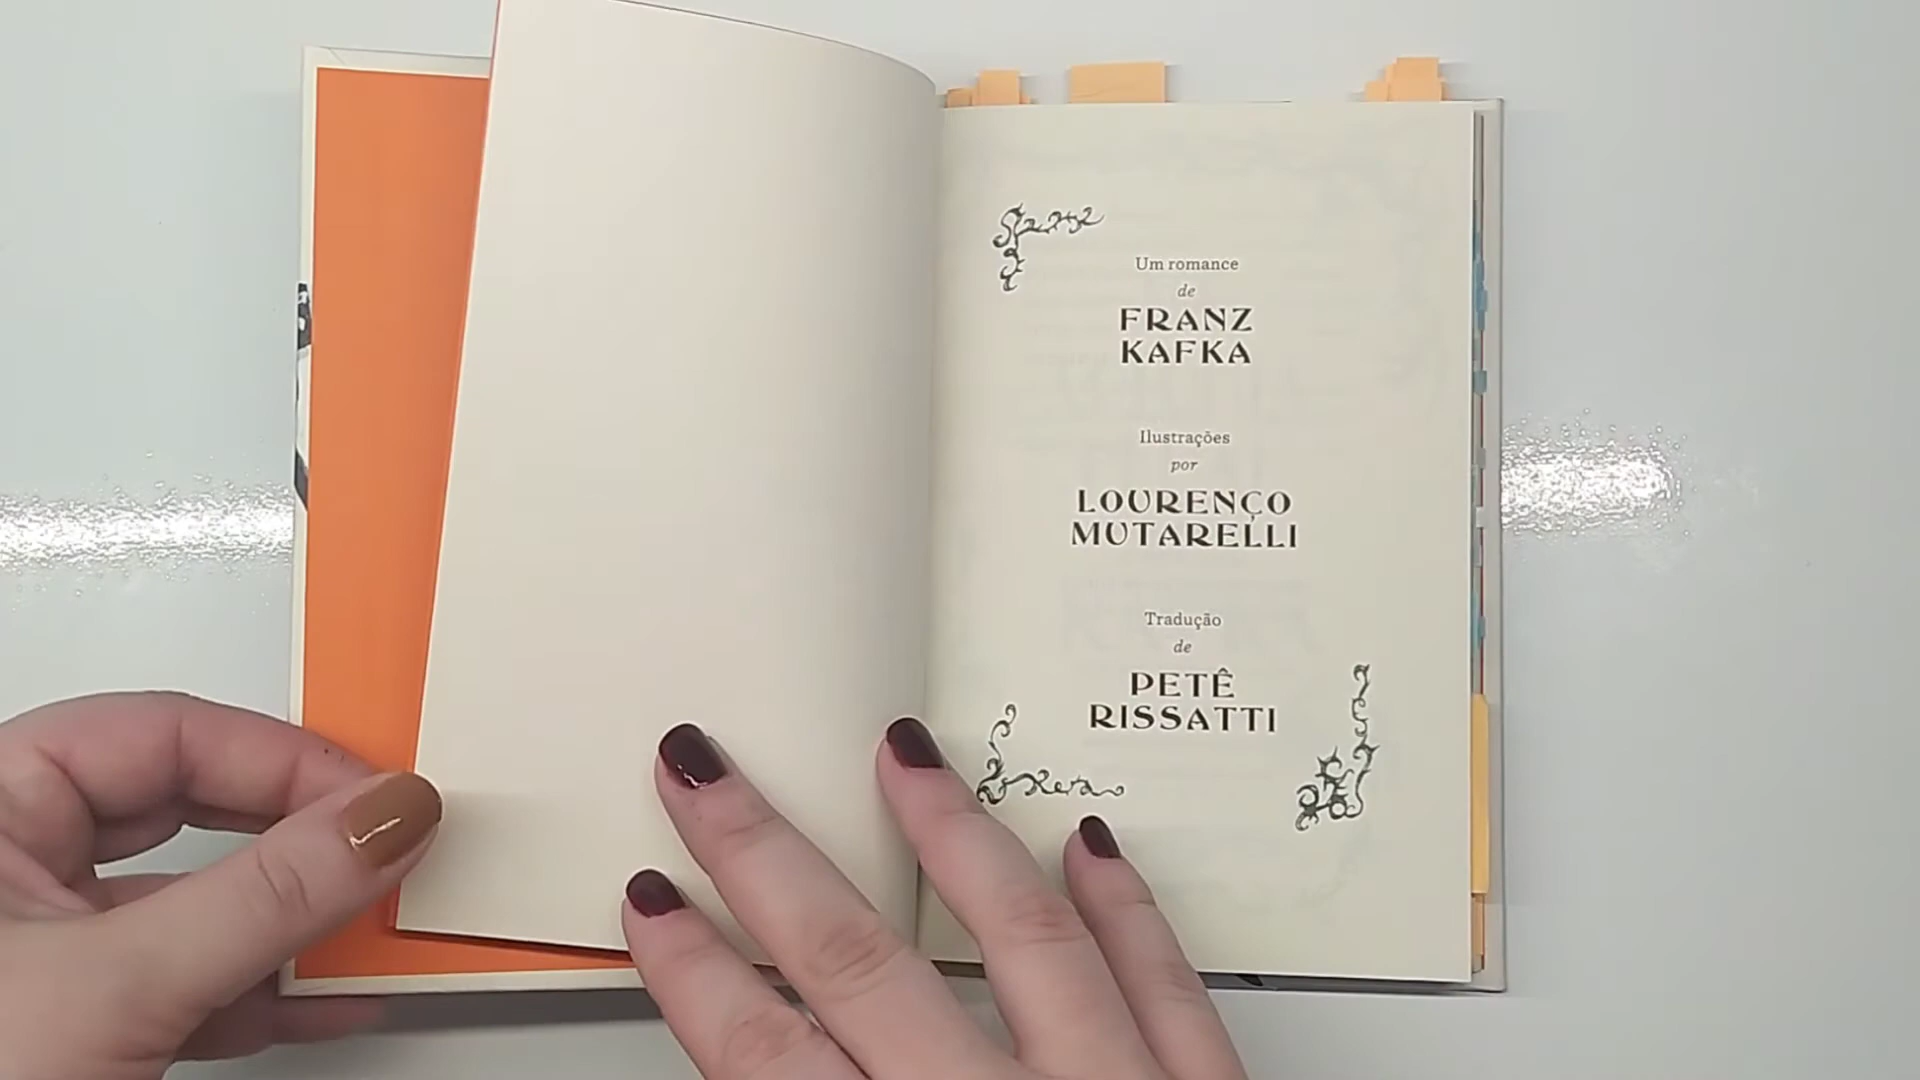 Um romance
de
FRANZ
KAFKA
Ilustrações
por
LOURENÇO
MUTARELLI
Tradução
de
PETÊ
RISSATTI